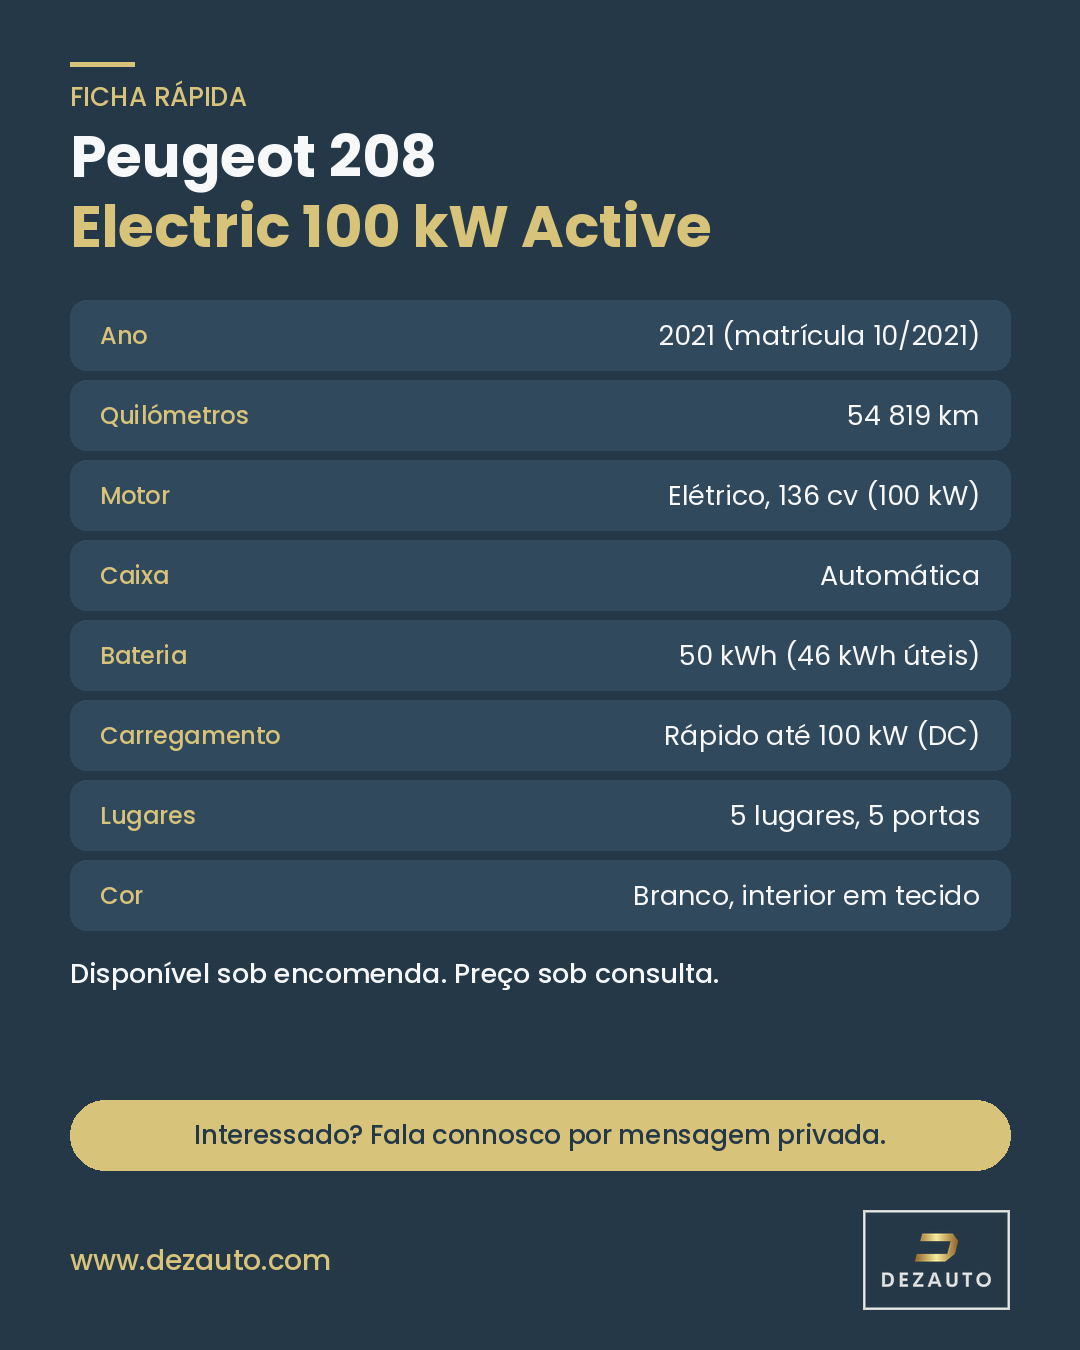 FICHA RÁPIDA
Peugeot 208
Electric 100 kW Active
Ano 2021 (matrícula 10/2021)
Quilómetros 54 819 km
Motor Elétrico, 136 cv (100 kW)
Caixa Automática
Bateria 50 kWh (46 kWh úteis)
Carregamento Rápido até 100 kW (DC)
Lugares 5 lugares, 5 portas
Cor Branco, interior em tecido
Disponível sob encomenda. Preço sob consulta.
Interessado? Fala connosco por mensagem privada.
www.dezauto.com
DEZAUTO